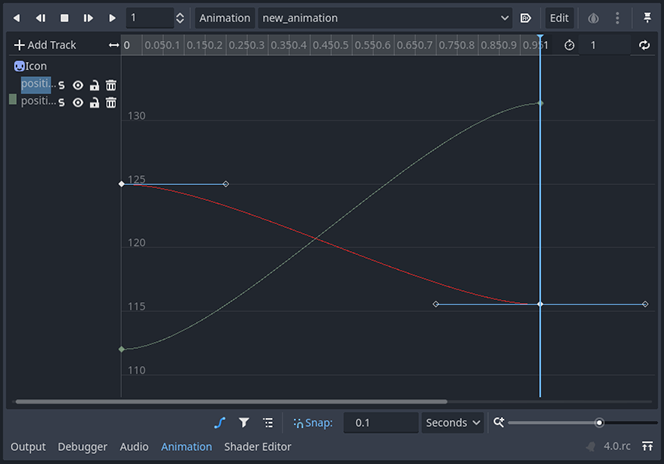 1 Animation new_animation Edit
Add Track 0 0.05 0.1 0.15 0.2 0.25 0.3 0.35 0.4 0.45 0.5 0.55 0.6 0.65 0.7 0.75 0.8 0.85 0.9 0.95 1 1
Icon
positi...
positi...
130
125
120
115
110
Snap: 0.1 Seconds
Output Debugger Audio Animation Shader Editor 4.0.rc